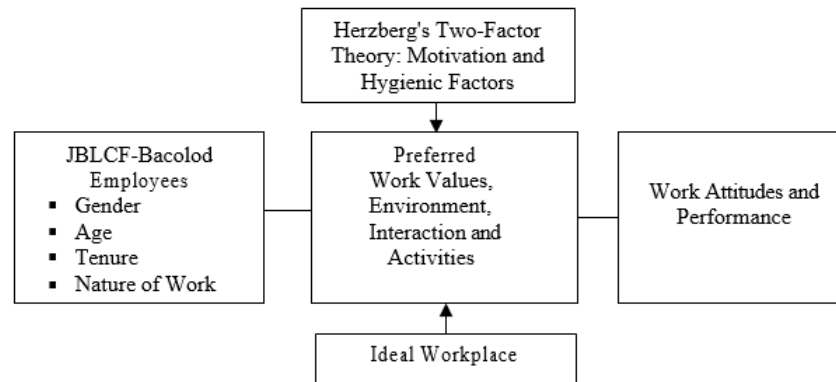 Herzberg's Two-Factor
Theory: Motivation and
Hygienic Factors
JBLCF-Bacolod
Employees
▪ Gender
▪ Age
▪ Tenure
▪ Nature of Work
Preferred
Work Values,
Environment,
Interaction and
Activities
Work Attitudes and
Performance
Ideal Workplace